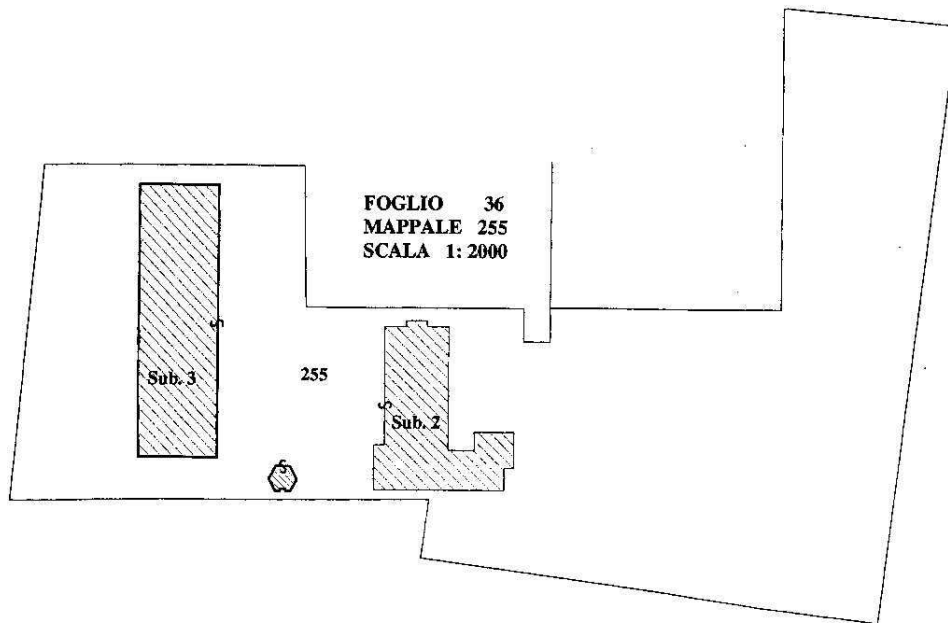 FOGLIO 36
MAPPALE 255
SCALA 1: 2000
Sub. 3
255
Sub. 2